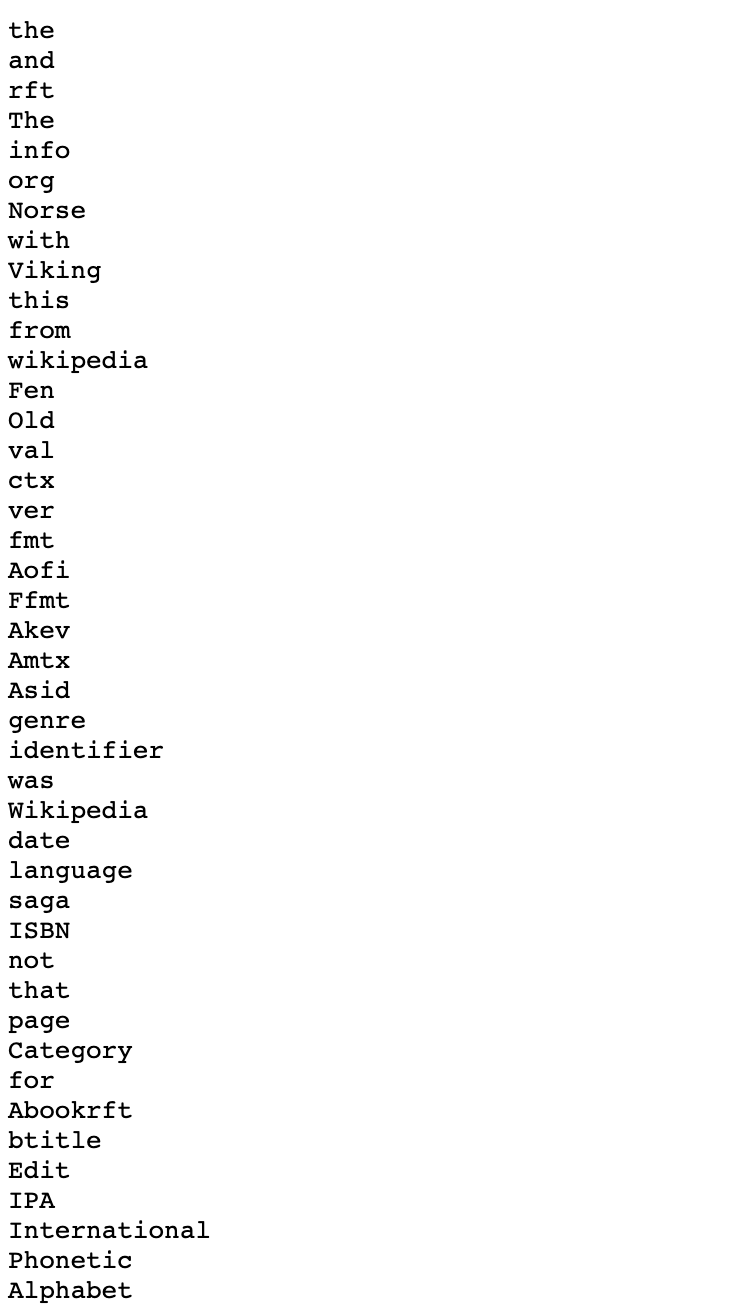 the
and
rft
The
info
org
Norse
with
Viking
this
from
wikipedia
Fen
Old
val
ctx
ver
fmt
Aofi
Ffmt
Akev
Amtx
Asid
genre
identifier
was
Wikipedia
date
language
saga
ISBN
not
that
page
Category
for
Abookrft
btitle
Edit
IPA
International
Phonetic
Alphabet